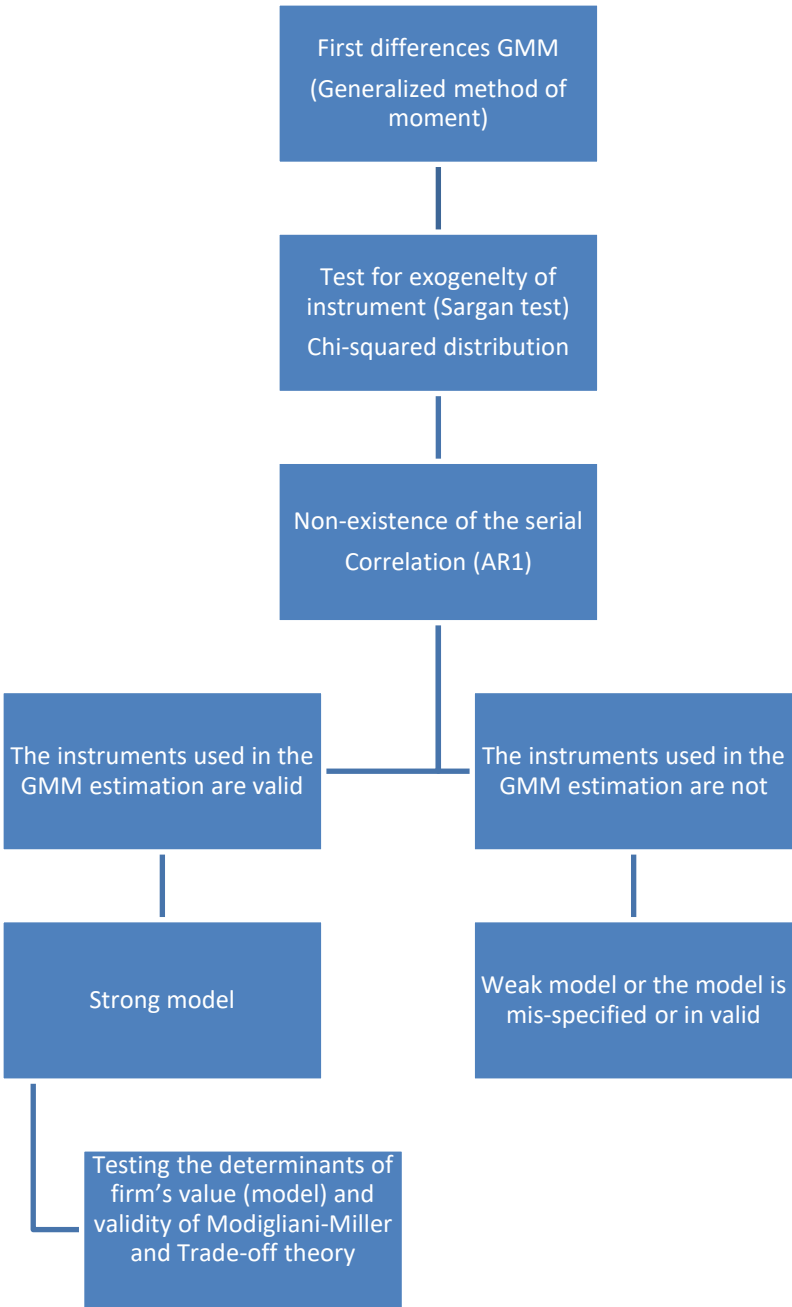 First differences GMM
(Generalized method of
moment)
Test for exogenelty of
instrument (Sargan test)
Chi-squared distribution
Non-existence of the serial
Correlation (AR1)
The instruments used in the
GMM estimation are valid
The instruments used in the
GMM estimation are not
Strong model
Weak model or the model is
mis-specified or in valid
Testing the determinants of
firm’s value (model) and
validity of Modigliani-Miller
and Trade-off theory